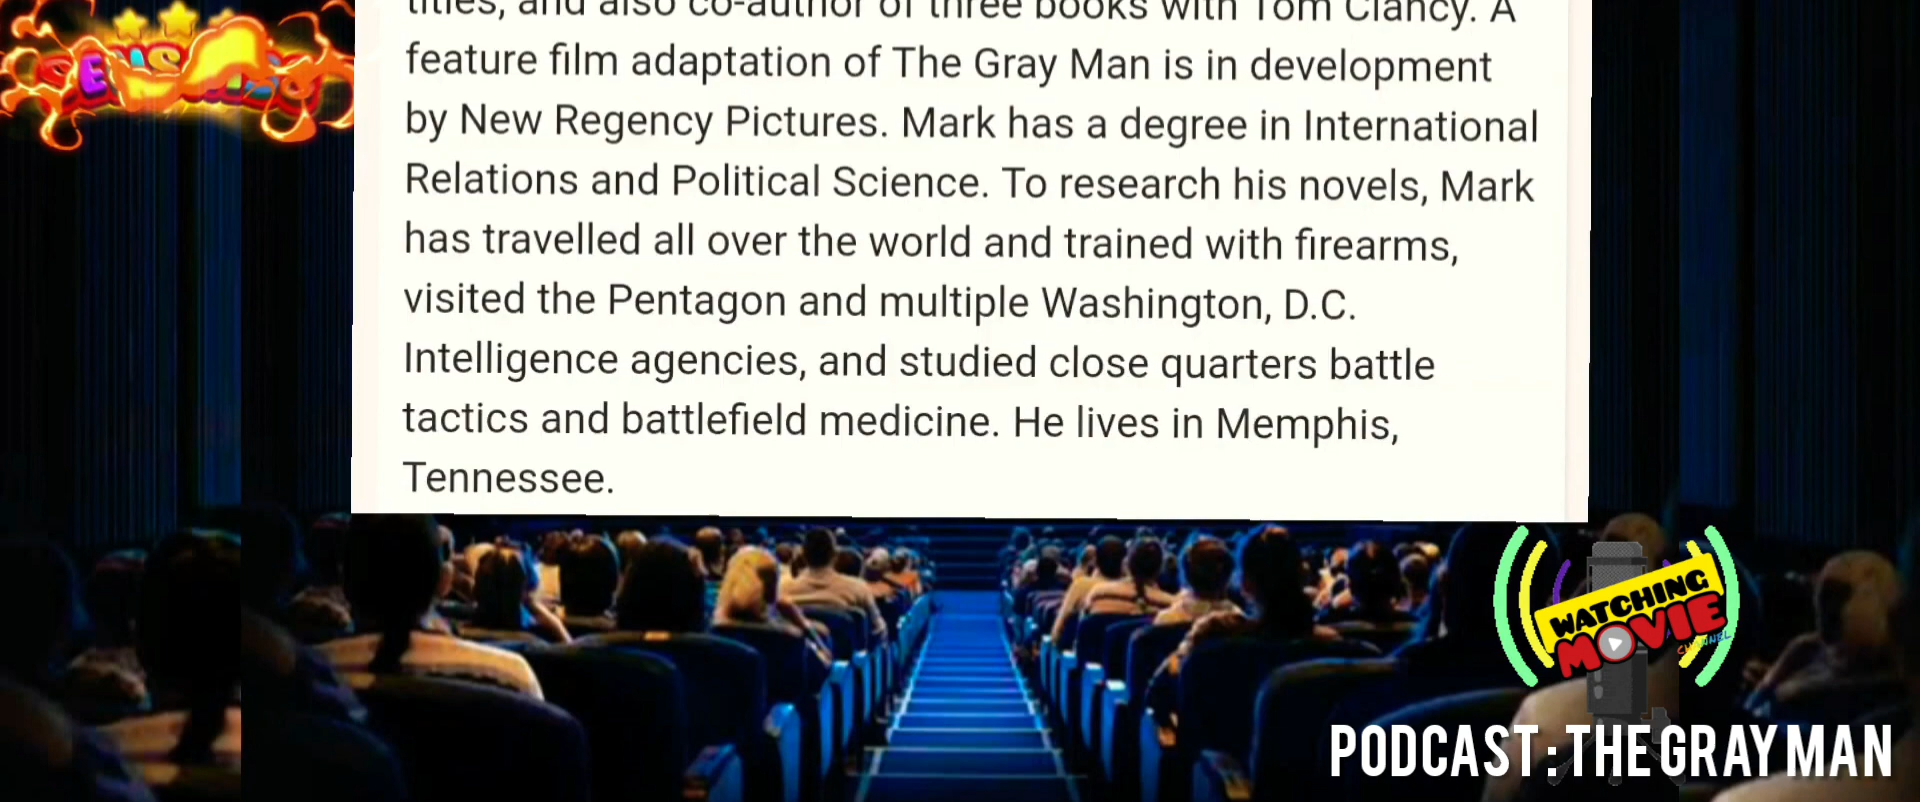 titles, and also co-author of three books with Tom Clancy. A
feature film adaptation of The Gray Man is in development
by New Regency Pictures. Mark has a degree in International
Relations and Political Science. To research his novels, Mark
has travelled all over the world and trained with firearms,
visited the Pentagon and multiple Washington, D.C.
Intelligence agencies, and studied close quarters battle
tactics and battlefield medicine. He lives in Memphis,
Tennessee.
WATCHING
MOVIE
CHANNEL
PODCAST : THE GRAY MAN